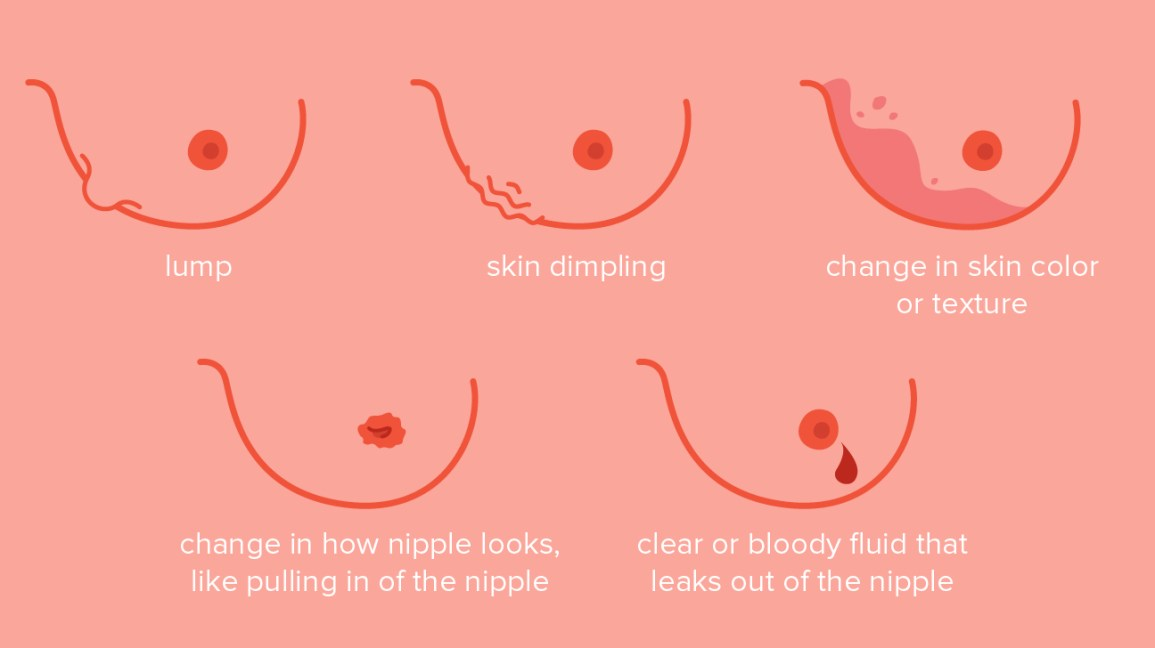 lump
skin dimpling
change in skin color
or texture
change in how nipple looks,
like pulling in of the nipple
clear or bloody fluid that
leaks out of the nipple